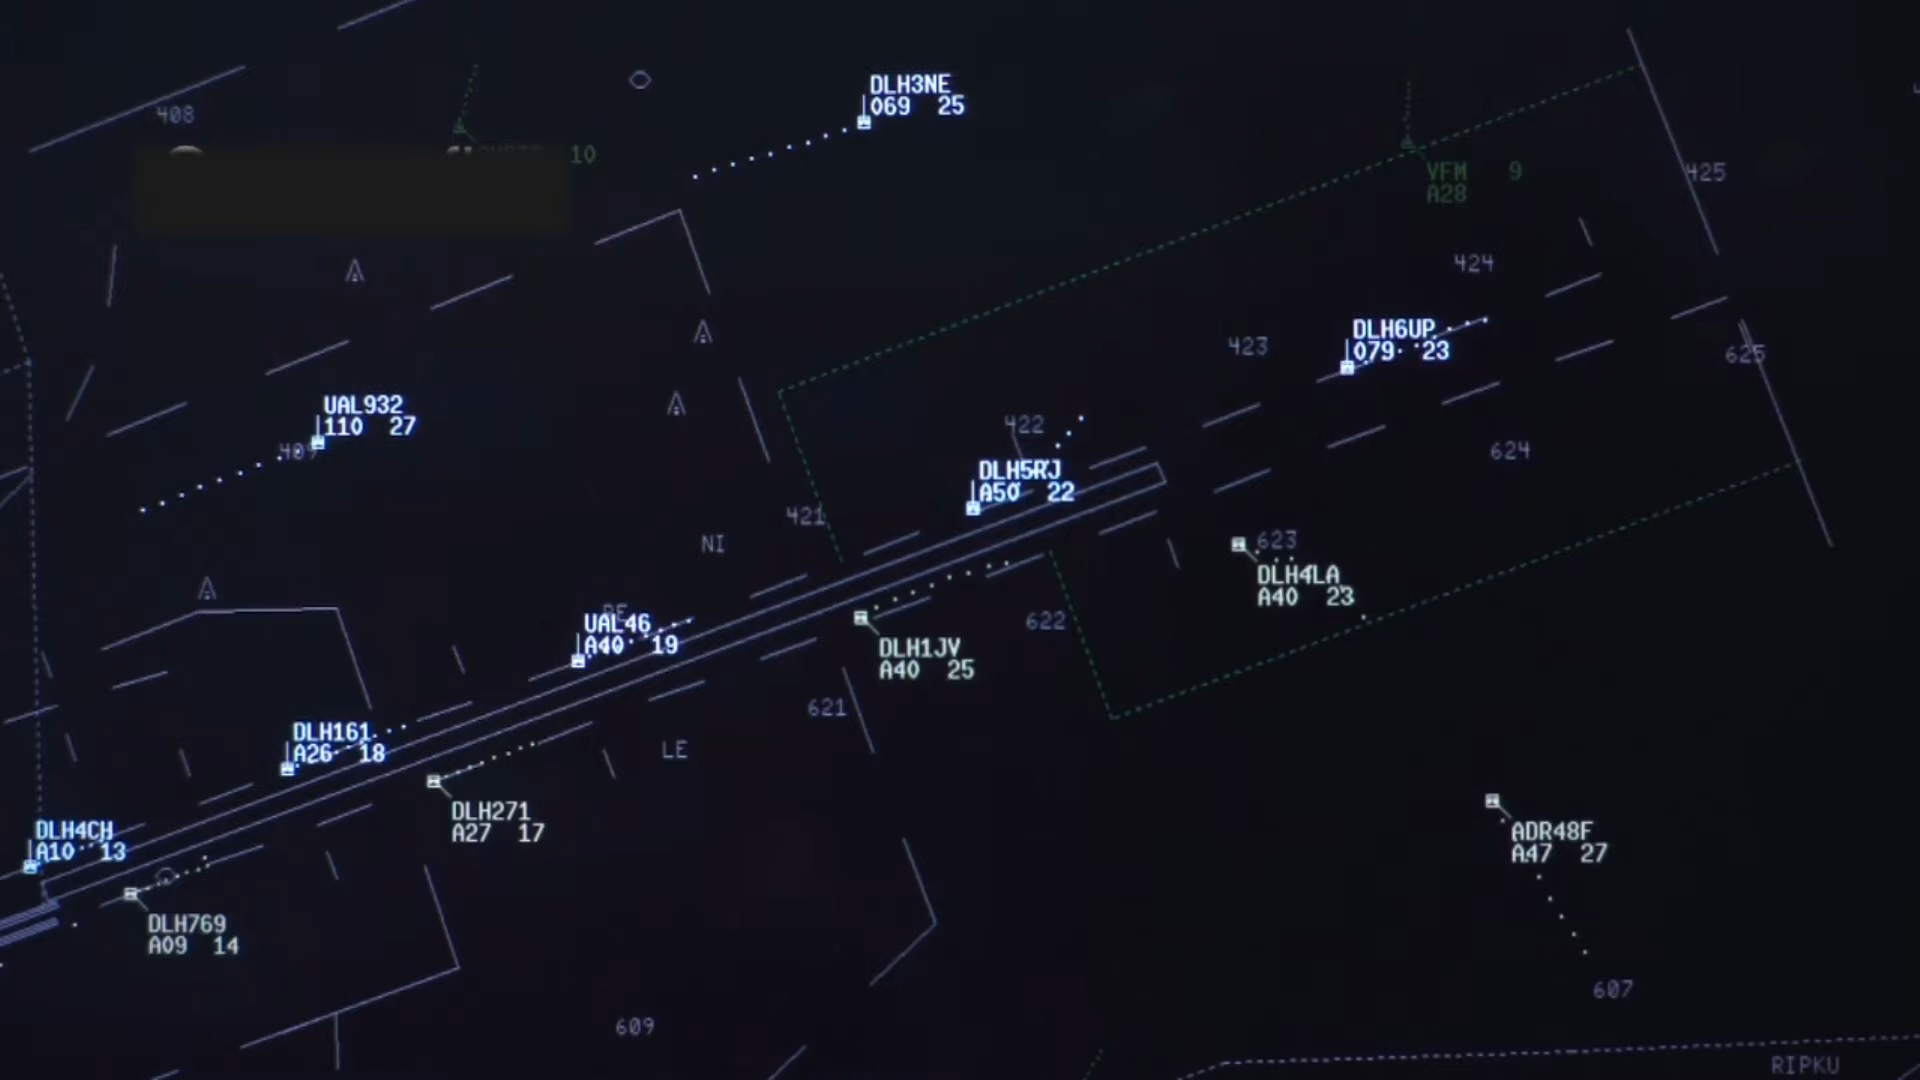 DLH3NE
069 25
408
10
VFM 9
A28
425
424
423
DLH6UP
079 23
625
UAL932
110 27
409
422
DLH5RJ
A50 22
624
421
NI
623
DLH4LA
A40 23
UAL46
A40 19
622
DLH1JV
A40 25
621
DLH161
A26 18
LE
DLH271
A27 17
DLH4CH
A10 13
ADR48F
A47 27
DLH769
A09 14
607
609
RIPKU